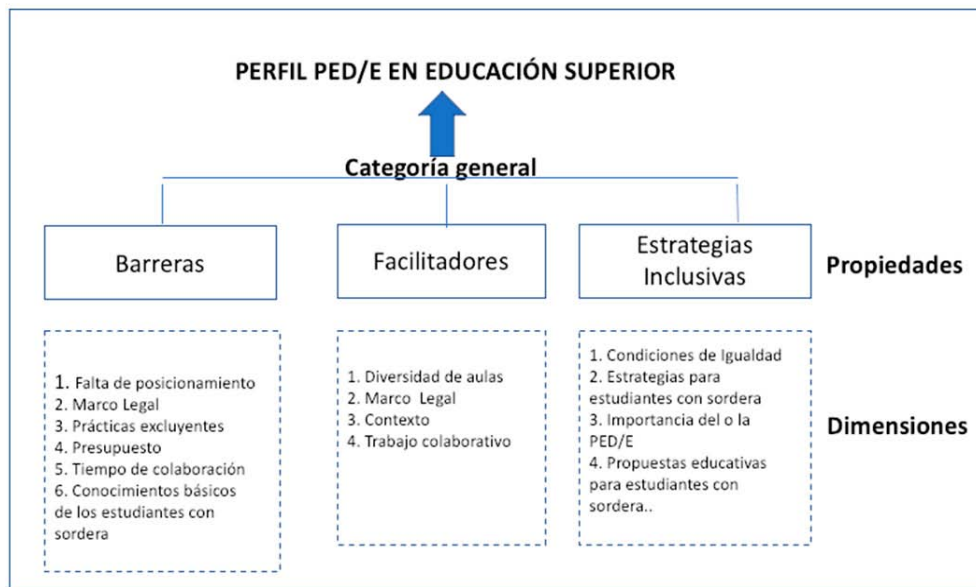 PERFIL PED/E EN EDUCACIÓN SUPERIOR
Categoría general
Barreras
Facilitadores
Estrategias
Inclusivas
Propiedades
1. Falta de posicionamiento
2. Marco Legal
3. Prácticas excluyentes
4. Presupuesto
5. Tiempo de colaboración
6. Conocimientos básicos
de los estudiantes con
sordera
1. Diversidad de aulas
2. Marco Legal
3. Contexto
4. Trabajo colaborativo
1. Condiciones de Igualdad
2. Estrategias para
estudiantes con sordera
3. Importancia del o la
PED/E
4. Propuestas educativas
para estudiantes con
sordera..
Dimensiones